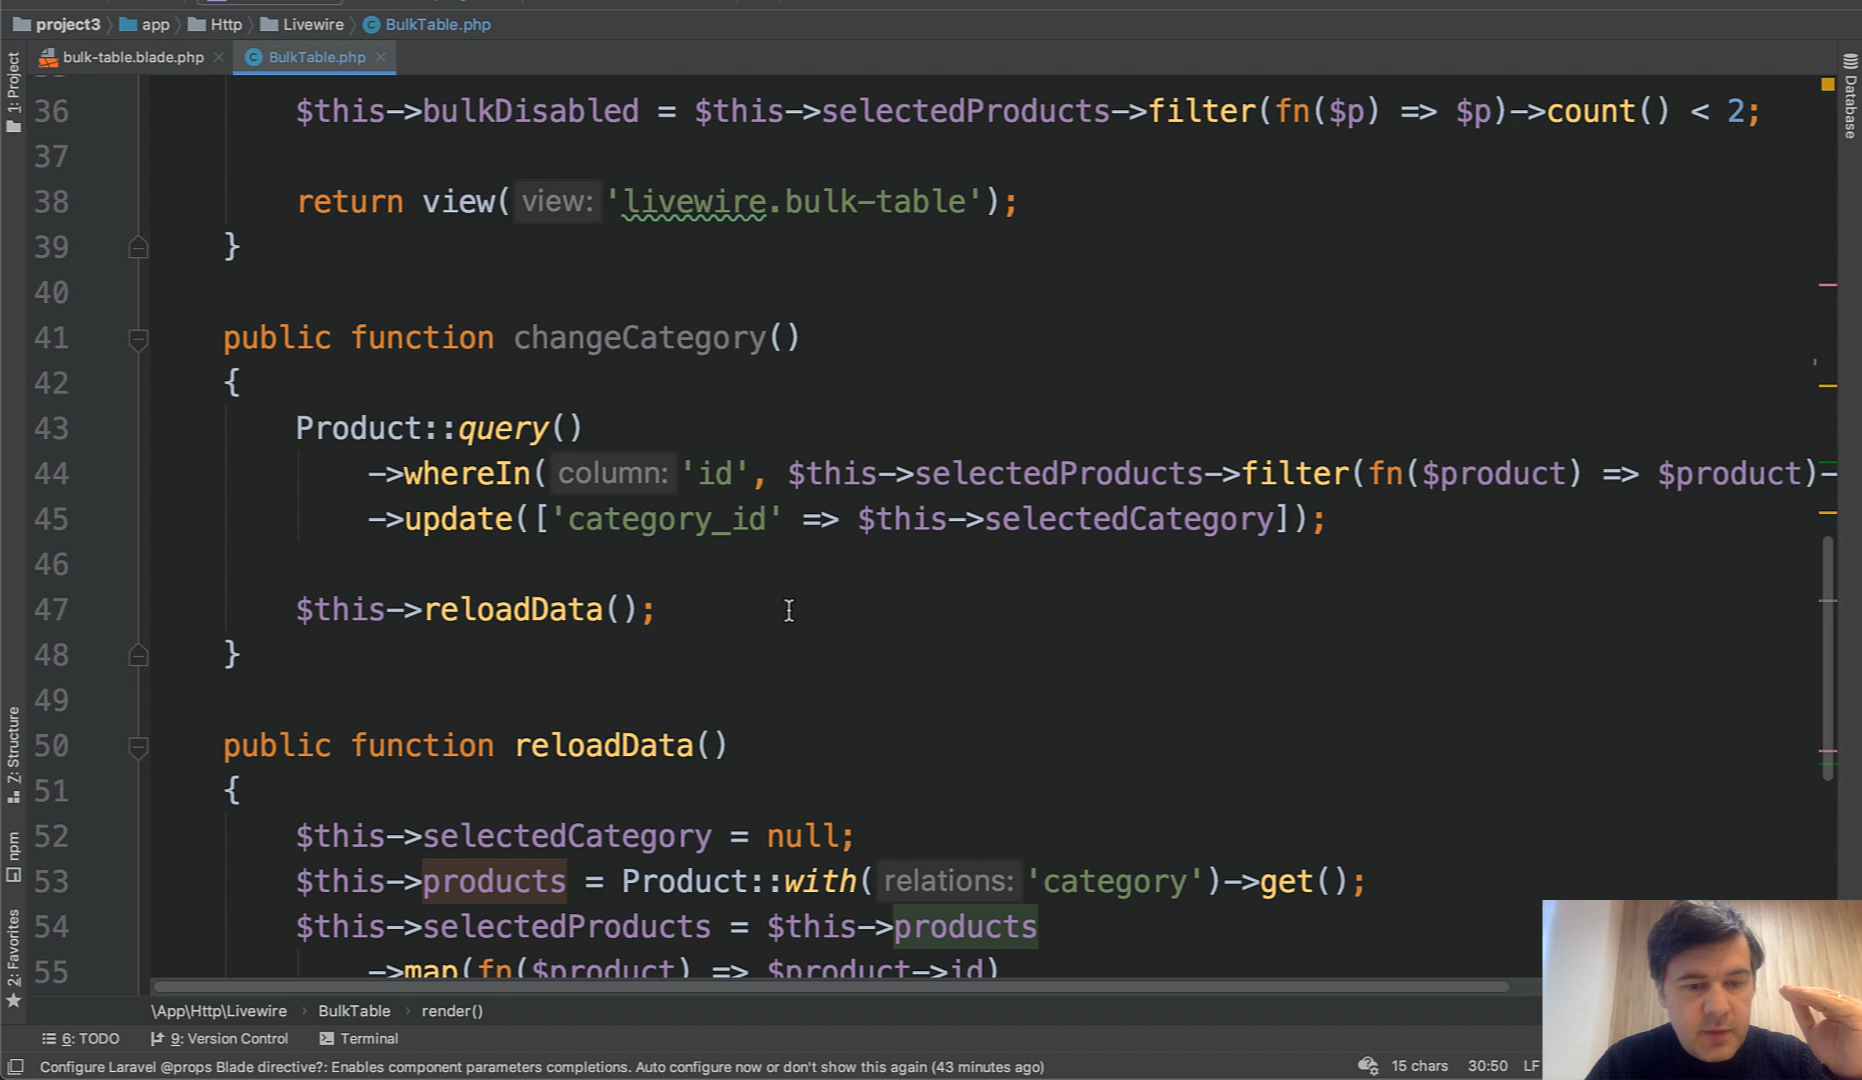 project3 app Http Livewire BulkTable.php
bulk-table.blade.php BulkTable.php
1: Project
Database
36 $this->bulkDisabled = $this->selectedProducts->filter(fn($p) => $p)->count() < 2;
37
38 return view( view: 'livewire.bulk-table');
39 }
40
41 public function changeCategory()
42 {
43 Product::query()
44 ->whereIn( column: 'id', $this->selectedProducts->filter(fn($product) => $product)-
45 ->update(['category_id' => $this->selectedCategory]);
46
47 $this->reloadData();
48 }
49
50 public function reloadData()
51 {
52 $this->selectedCategory = null;
53 $this->products = Product::with( relations: 'category')->get();
54 $this->selectedProducts = $this->products
55 ->map(fn($product) => $product->id)
7: Structure
npm
2: Favorites
\App\Http\Livewire › BulkTable › render()
6: TODO 9: Version Control Terminal
Configure Laravel @props Blade directive?: Enables component parameters completions. Auto configure now or don't show this again (43 minutes ago) 15 chars 30:50 LF